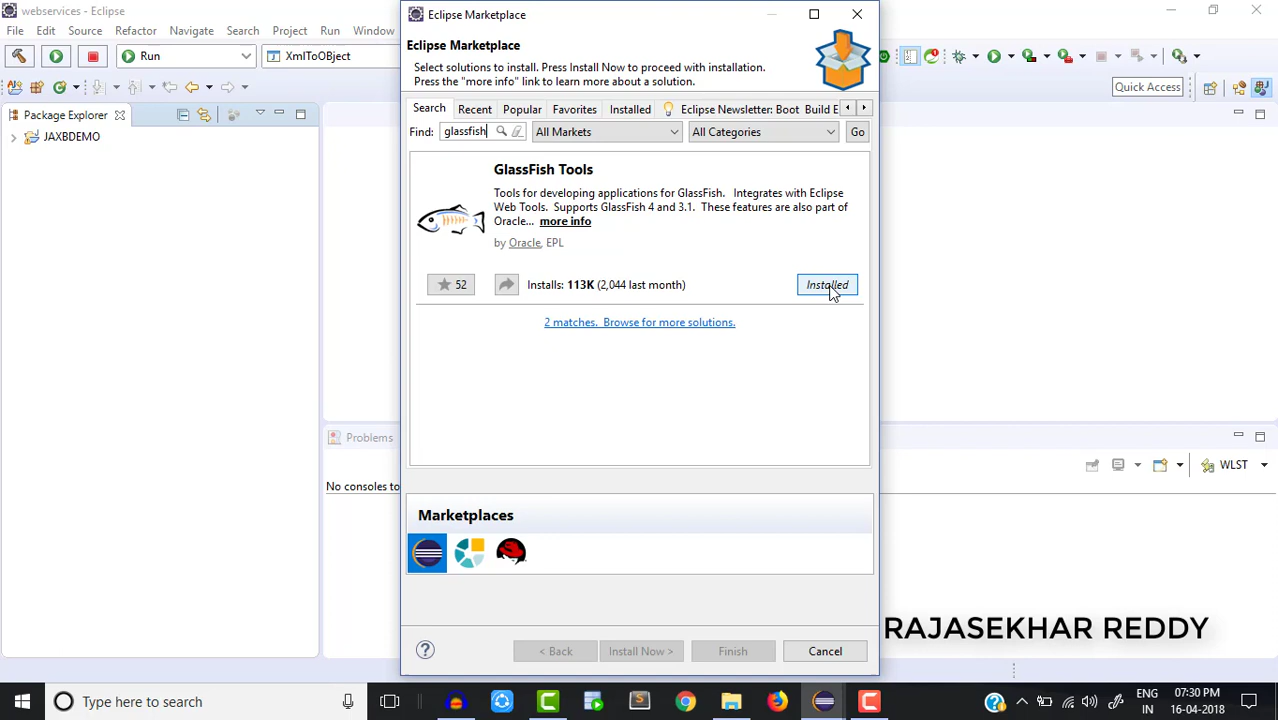 webservices - Eclipse
File Edit Source Refactor Navigate Search Project Run Window
Run
XmlToOBject
Quick Access
Package Explorer
JAXBDEMO
Eclipse Marketplace
Eclipse Marketplace
Select solutions to install. Press Install Now to proceed with installation.
Press the "more info" link to learn more about a solution.
Search Recent Popular Favorites Installed Eclipse Newsletter: Boot Build E
Find: glassfish All Markets All Categories Go
GlassFish Tools
Tools for developing applications for GlassFish. Integrates with Eclipse
Web Tools. Supports GlassFish 4 and 3.1. These features are also part of
Oracle... more info
by Oracle, EPL
52 Installs: 113K (2,044 last month) Installed
2 matches. Browse for more solutions.
Marketplaces
< Back Install Now > Finish Cancel
Problems
No consoles to
WLST
RAJASEKHAR REDDY
Type here to search
ENG
IN
07:30 PM
16-04-2018